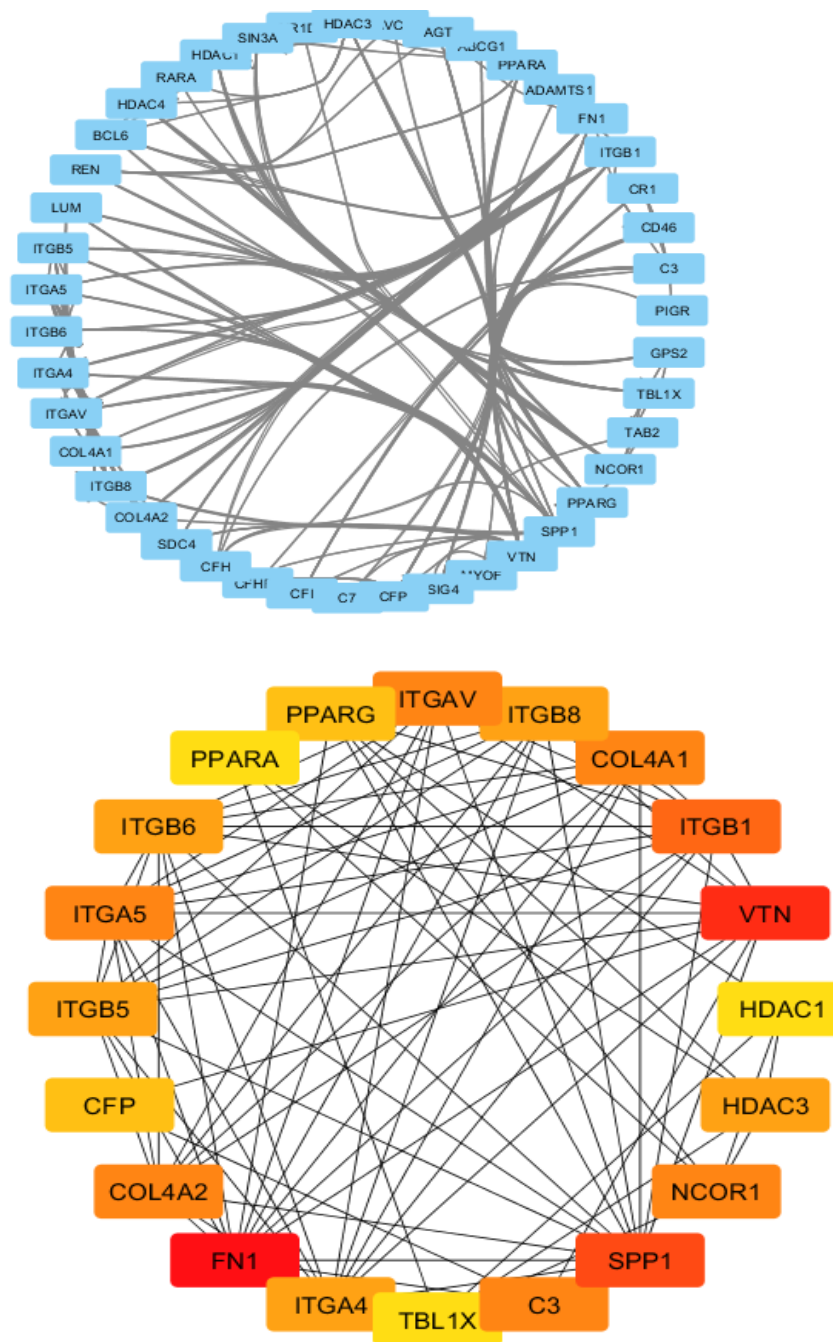 HDAC3
SIN3A
AGT
ABCG1
HDAC1
PPARA
RARA
ADAMTS1
HDAC4
FN1
BCL6
ITGB1
REN
CR1
LUM
CD46
ITGB5
C3
ITGA5
PIGR
ITGB6
GPS2
ITGA4
TBL1X
ITGAV
TAB2
COL4A1
NCOR1
ITGB8
PPARG
COL4A2
SPP1
SDC4
VTN
CFH
CFI
C7
CFP
SIG4
ITGAV
PPARG
ITGB8
PPARA
COL4A1
ITGB6
ITGB1
ITGA5
VTN
ITGB5
HDAC1
CFP
HDAC3
COL4A2
NCOR1
FN1
SPP1
ITGA4
C3
TBL1X